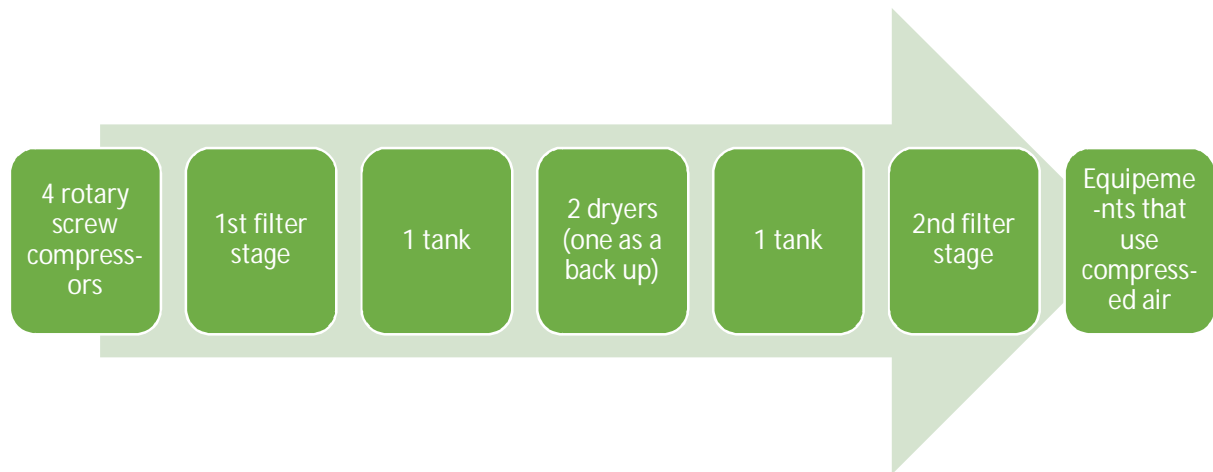 4 rotary
screw
compress-
ors
1st filter
stage
1 tank
2 dryers
(one as a
back up)
1 tank
2nd filter
stage
Equipeme
-nts that
use
compress-
ed air